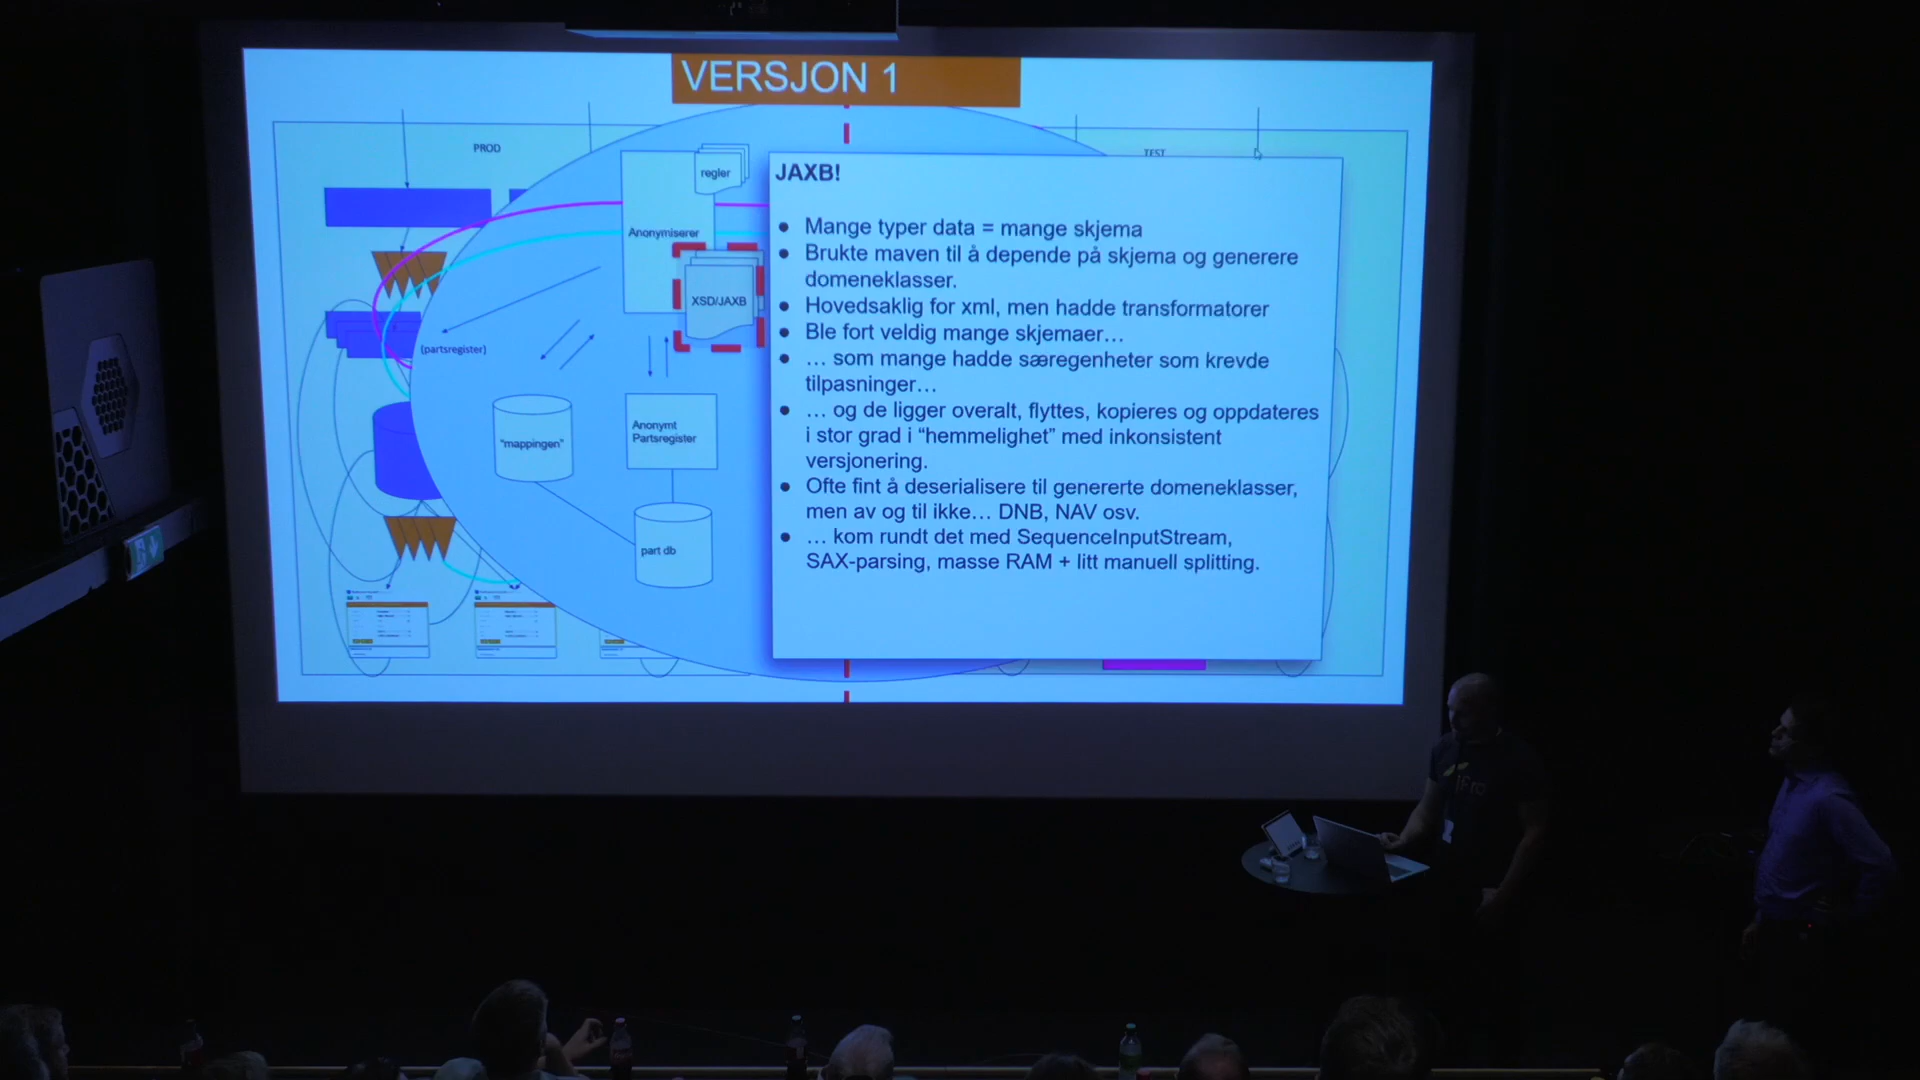 VERSJON 1
PROD
TEST
regler
Anonymiserer
XSD/JAXB
(partsregister)
"mappingen"
Anonymt
Partsregister
part db
JAXB!
● Mange typer data = mange skjema
● Brukte maven til å depende på skjema og generere
domeneklasser.
● Hovedsaklig for xml, men hadde transformatorer
● Ble fort veldig mange skjemaer…
● … som mange hadde særegenheter som krevde
tilpasninger…
● … og de ligger overalt, flyttes, kopieres og oppdateres
i stor grad i “hemmelighet” med inkonsistent
versjonering.
● Ofte fint å deserialisere til genererte domeneklasser,
men av og til ikke… DNB, NAV osv.
● … kom rundt det med SequenceInputStream,
SAX-parsing, masse RAM + litt manuell splitting.